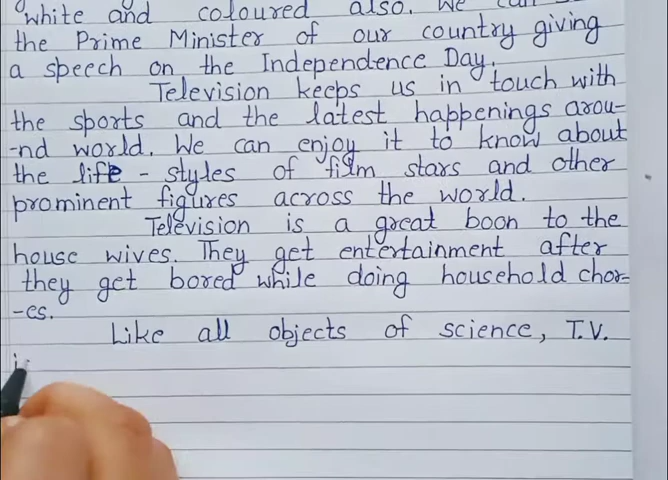 white and coloured also. We can
the Prime Minister of our country giving
a speech on the Independence Day.
Television keeps us in touch with
the sports and the latest happenings arou-
-nd world. We can enjoy it to know about
the life - styles of film stars and other
prominent figures across the world.
Television is a great boon to the
house wives. They get entertainment after
they get bored while doing household chor-
-es.
Like all objects of science, T.V.